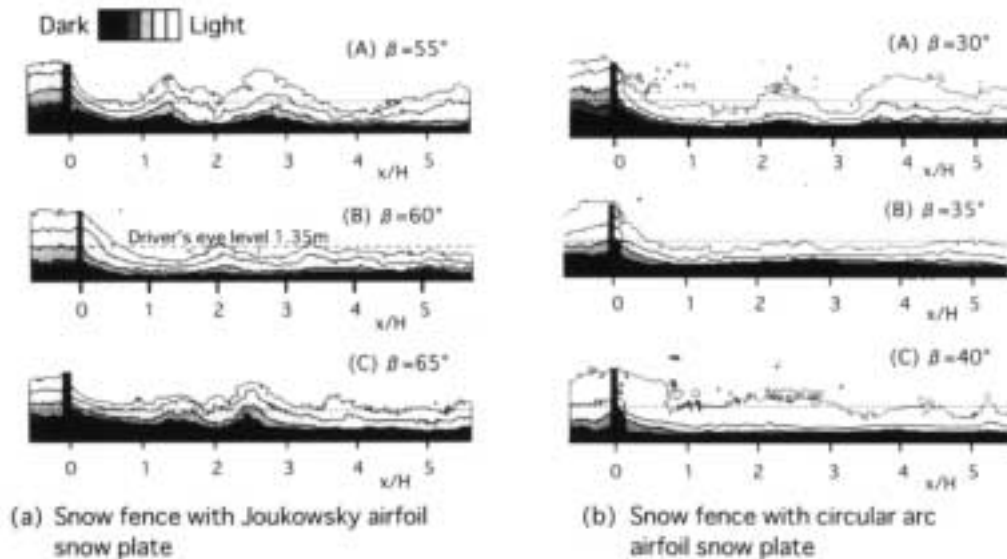 Dark Light
(A) β=55°
0 1 2 3 4 5
x/H
(B) β=60°
Driver's eye level 1.35m
0 1 2 3 4 5
x/H
(C) β=65°
0 1 2 3 4 5
x/H
(a) Snow fence with Joukowsky airfoil
snow plate
(A) β=30°
0 1 2 3 4 5
x/H
(B) β=35°
0 1 2 3 4 5
x/H
(C) β=40°
0 1 2 3 4 5
x/H
(b) Snow fence with circular arc
airfoil snow plate